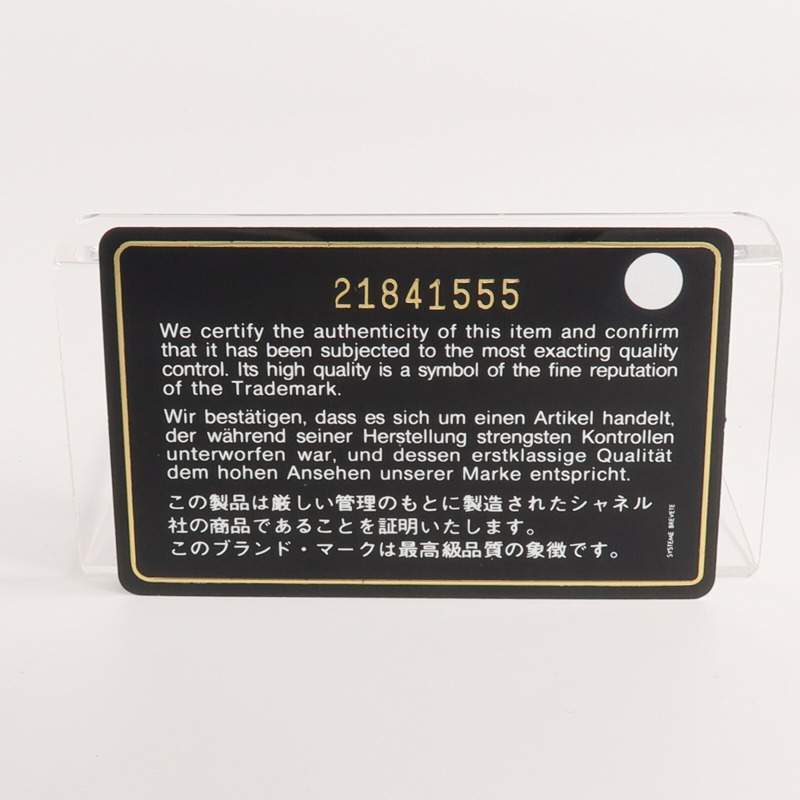 21841555
We certify the authenticity of this item and confirm
that it has been subjected to the most exacting quality
control. Its high quality is a symbol of the fine reputation
of the Trademark.
Wir bestätigen, dass es sich um einen Artikel handelt,
der während seiner Herstellung strengsten Kontrollen
unterworfen war, und dessen erstklassige Qualität
dem hohen Ansehen unserer Marke entspricht.
この製品は厳しい管理のもとに製造されたシャネル
社の商品であることを証明いたします。
このブランド・マークは最高級品質の象徴です。
SYSTEME BREVETE